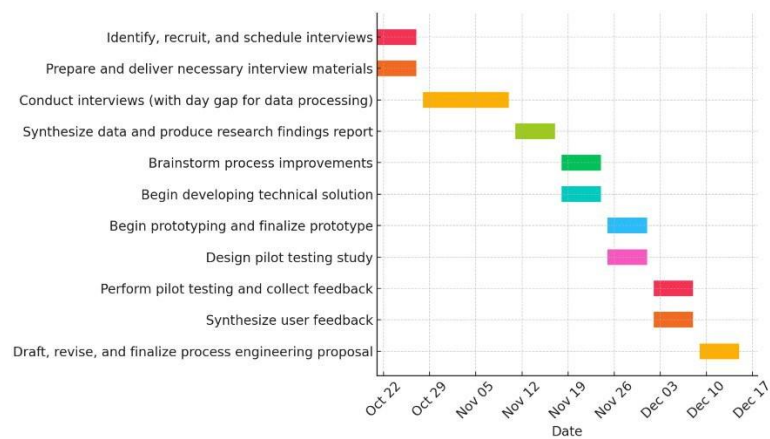 Identify, recruit, and schedule interviews
Prepare and deliver necessary interview materials
Conduct interviews (with day gap for data processing)
Synthesize data and produce research findings report
Brainstorm process improvements
Begin developing technical solution
Begin prototyping and finalize prototype
Design pilot testing study
Perform pilot testing and collect feedback
Synthesize user feedback
Draft, revise, and finalize process engineering proposal
Oct 22 Oct 29 Nov 05 Nov 12 Nov 19 Nov 26 Dec 03 Dec 10 Dec 17
Date